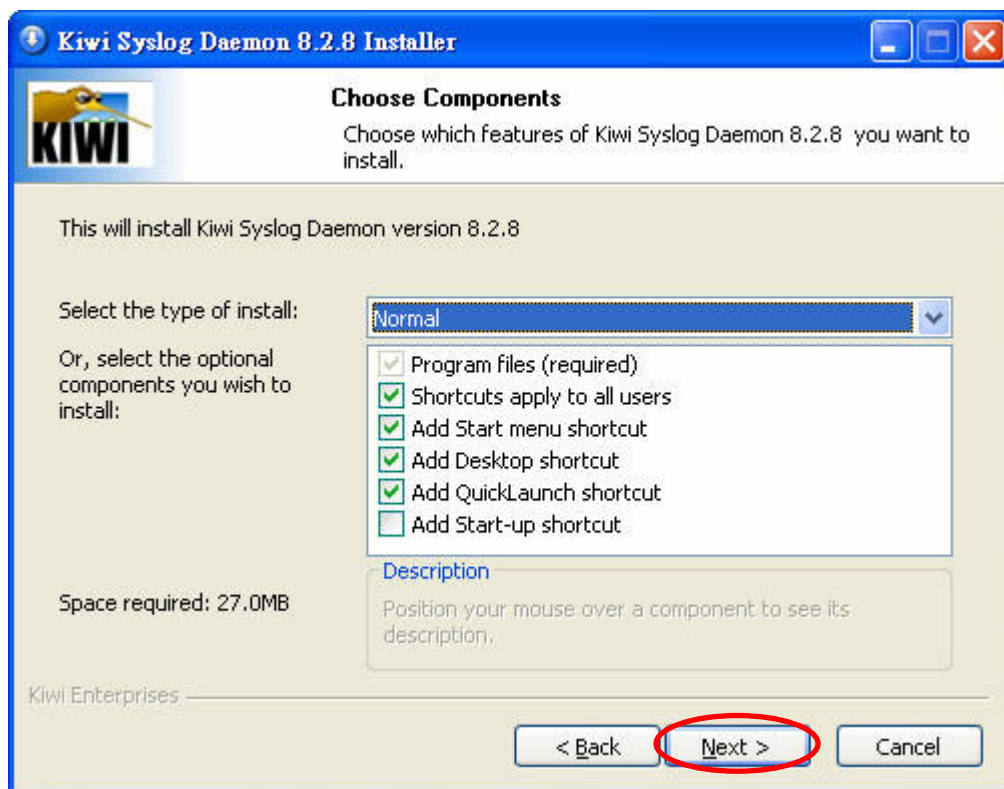 Kiwi Syslog Daemon 8.2.8 Installer
KIWI
Choose Components
Choose which features of Kiwi Syslog Daemon 8.2.8 you want to
install.
This will install Kiwi Syslog Daemon version 8.2.8
Select the type of install:
Normal
Or, select the optional
components you wish to
install:
Program files (required)
Shortcuts apply to all users
Add Start menu shortcut
Add Desktop shortcut
Add QuickLaunch shortcut
Add Start-up shortcut
Space required: 27.0MB
Description
Position your mouse over a component to see its
description.
Kiwi Enterprises
< Back
Next >
Cancel